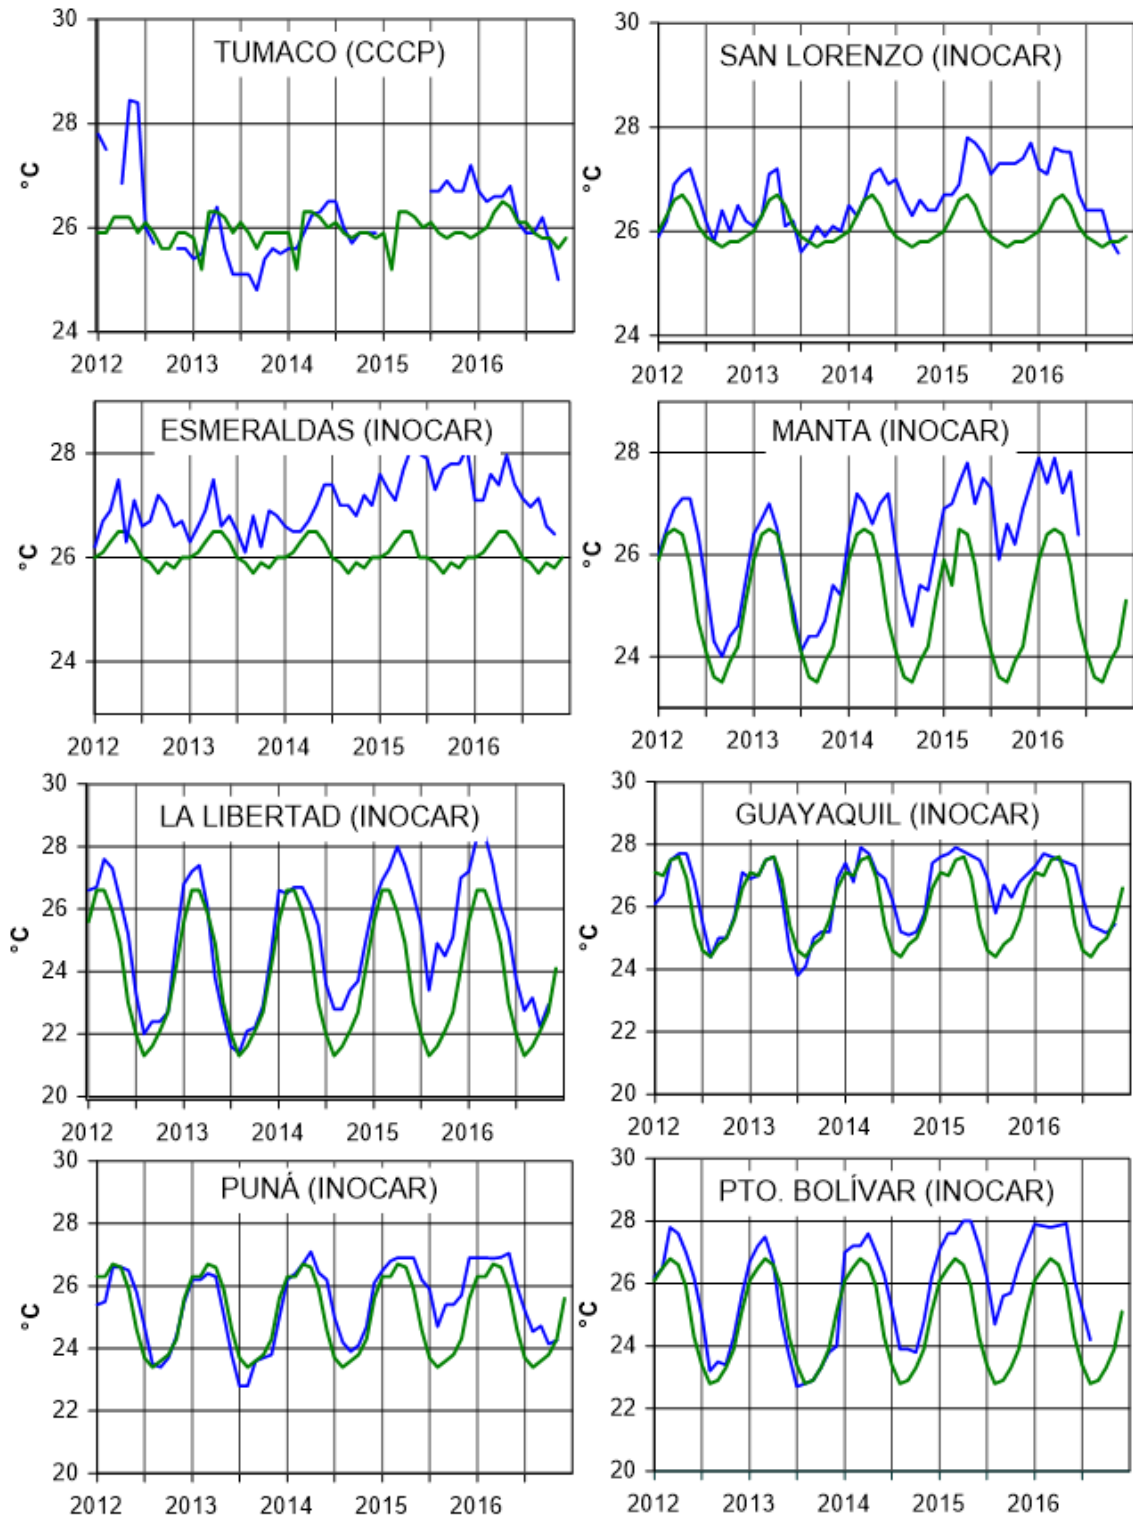 TUMACO (CCCP)
°C
30
28
26
24
2012 2013 2014 2015 2016
SAN LORENZO (INOCAR)
°C
30
28
26
24
2012 2013 2014 2015 2016
ESMERALDAS (INOCAR)
°C
28
26
24
2012 2013 2014 2015 2016
MANTA (INOCAR)
°C
28
26
24
2012 2013 2014 2015 2016
LA LIBERTAD (INOCAR)
°C
30
28
26
24
22
20
2012 2013 2014 2015 2016
GUAYAQUIL (INOCAR)
°C
30
28
26
24
22
20
2012 2013 2014 2015 2016
PUNÁ (INOCAR)
°C
30
28
26
24
22
20
2012 2013 2014 2015 2016
PTO. BOLÍVAR (INOCAR)
°C
30
28
26
24
22
20
2012 2013 2014 2015 2016